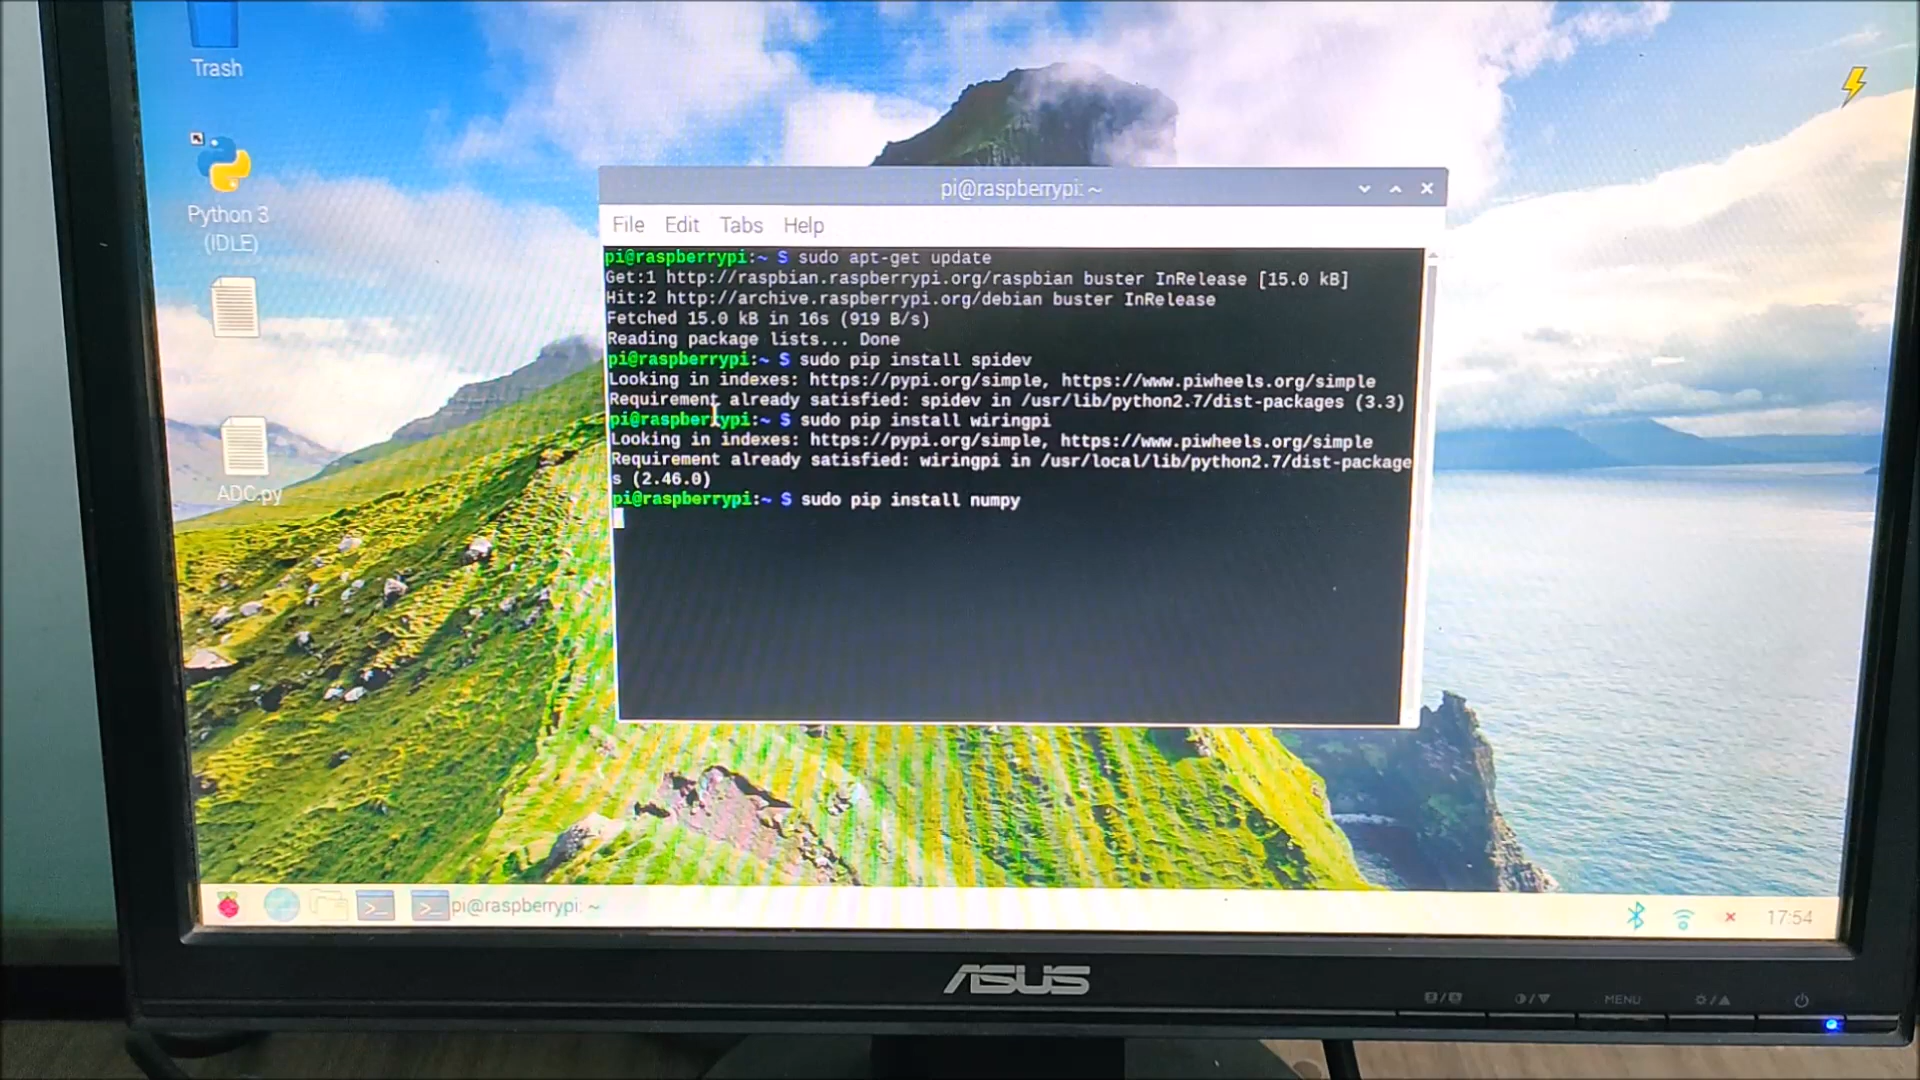 Trash
Python 3
(IDLE)
ADC.py
pi@raspberrypi: ~
File Edit Tabs Help
pi@raspberrypi:~ $ sudo apt-get update
Get:1 http://raspbian.raspberrypi.org/raspbian buster InRelease [15.0 kB]
Hit:2 http://archive.raspberrypi.org/debian buster InRelease
Fetched 15.0 kB in 16s (919 B/s)
Reading package lists... Done
pi@raspberrypi:~ $ sudo pip install spidev
Looking in indexes: https://pypi.org/simple, https://www.piwheels.org/simple
Requirement already satisfied: spidev in /usr/lib/python2.7/dist-packages (3.3)
pi@raspberrypi:~ $ sudo pip install wiringpi
Looking in indexes: https://pypi.org/simple, https://www.piwheels.org/simple
Requirement already satisfied: wiringpi in /usr/local/lib/python2.7/dist-package
s (2.46.0)
pi@raspberrypi:~ $ sudo pip install numpy
pi@raspberrypi: ~
17:54
ASUS
MENU